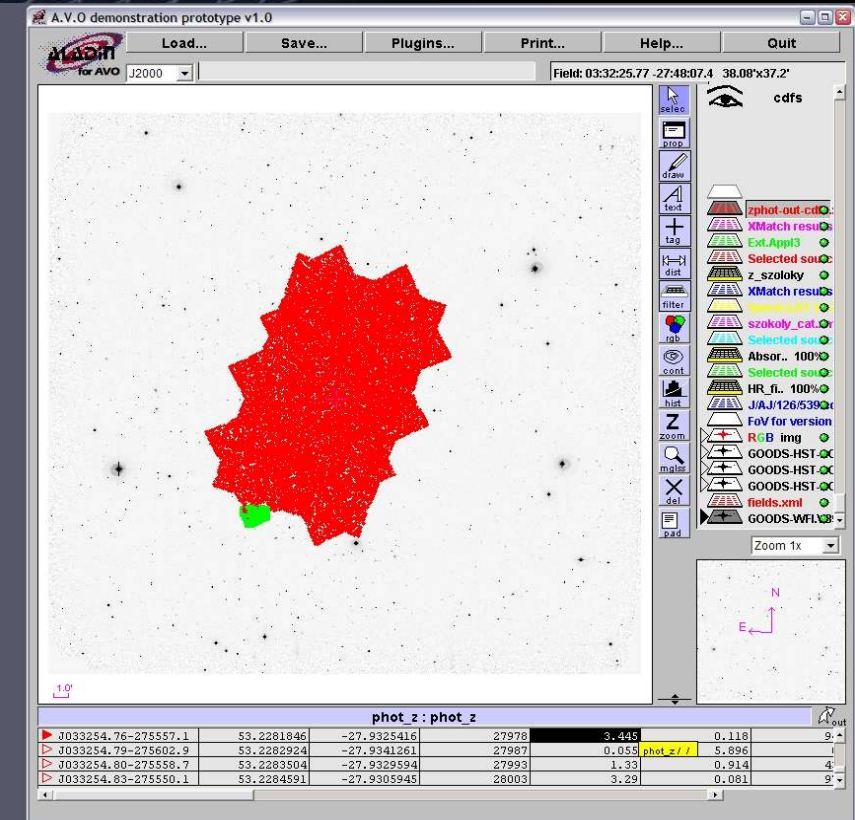 A.V.O demonstration prototype v1.0
ALADIN for AVO
Load...
Save...
Plugins...
Print...
Help...
Quit
J2000
Field: 03:32:25.77 -27:48:07.4 38.08'x37.2'
selec
prop
draw
text
tag
dist
filter
rgb
cont
hist
Z
zoom
mglss
del
pad
cdfs
zphot-out-cdf
XMatch results
Ext.Appl3
Selected sourc
z_szoloky
XMatch results
szokoly_cat.
Selected sourc
Absor.. 100%
Selected sourc
HR_fi.. 100%
J/AJ/126/539
FoV for version
RGB img
GOODS-HST-
GOODS-HST-
GOODS-HST-
fields.xml
GOODS-WFI.
Zoom 1x
N
E
1.0'
phot_z : phot_z
out
J033254.76-275557.1 53.2281846 -27.9325416 27978 3.445 0.118
J033254.79-275602.9 53.2282924 -27.9341261 27987 0.055 phot_z / / 5.896
J033254.80-275558.7 53.2283504 -27.9329594 27993 1.33 0.914
J033254.83-275550.1 53.2284591 -27.9305945 28003 3.29 0.081